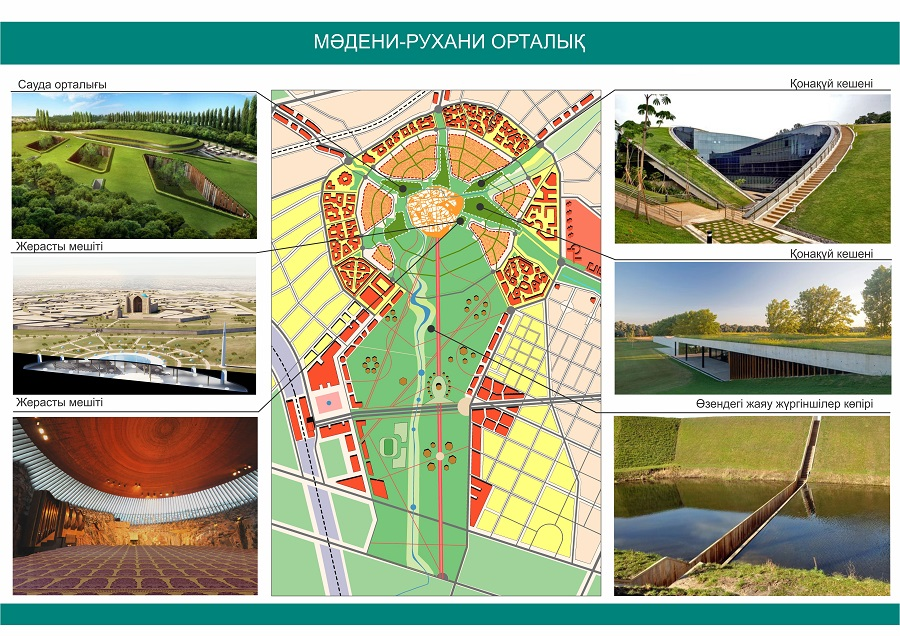 МӘДЕНИ-РУХАНИ ОРТАЛЫҚ
Сауда орталығы
Қонақүй кешені
Жерасты мешіті
Қонақүй кешені
Жерасты мешіті
Өзендегі жаяу жүргіншілер көпірі